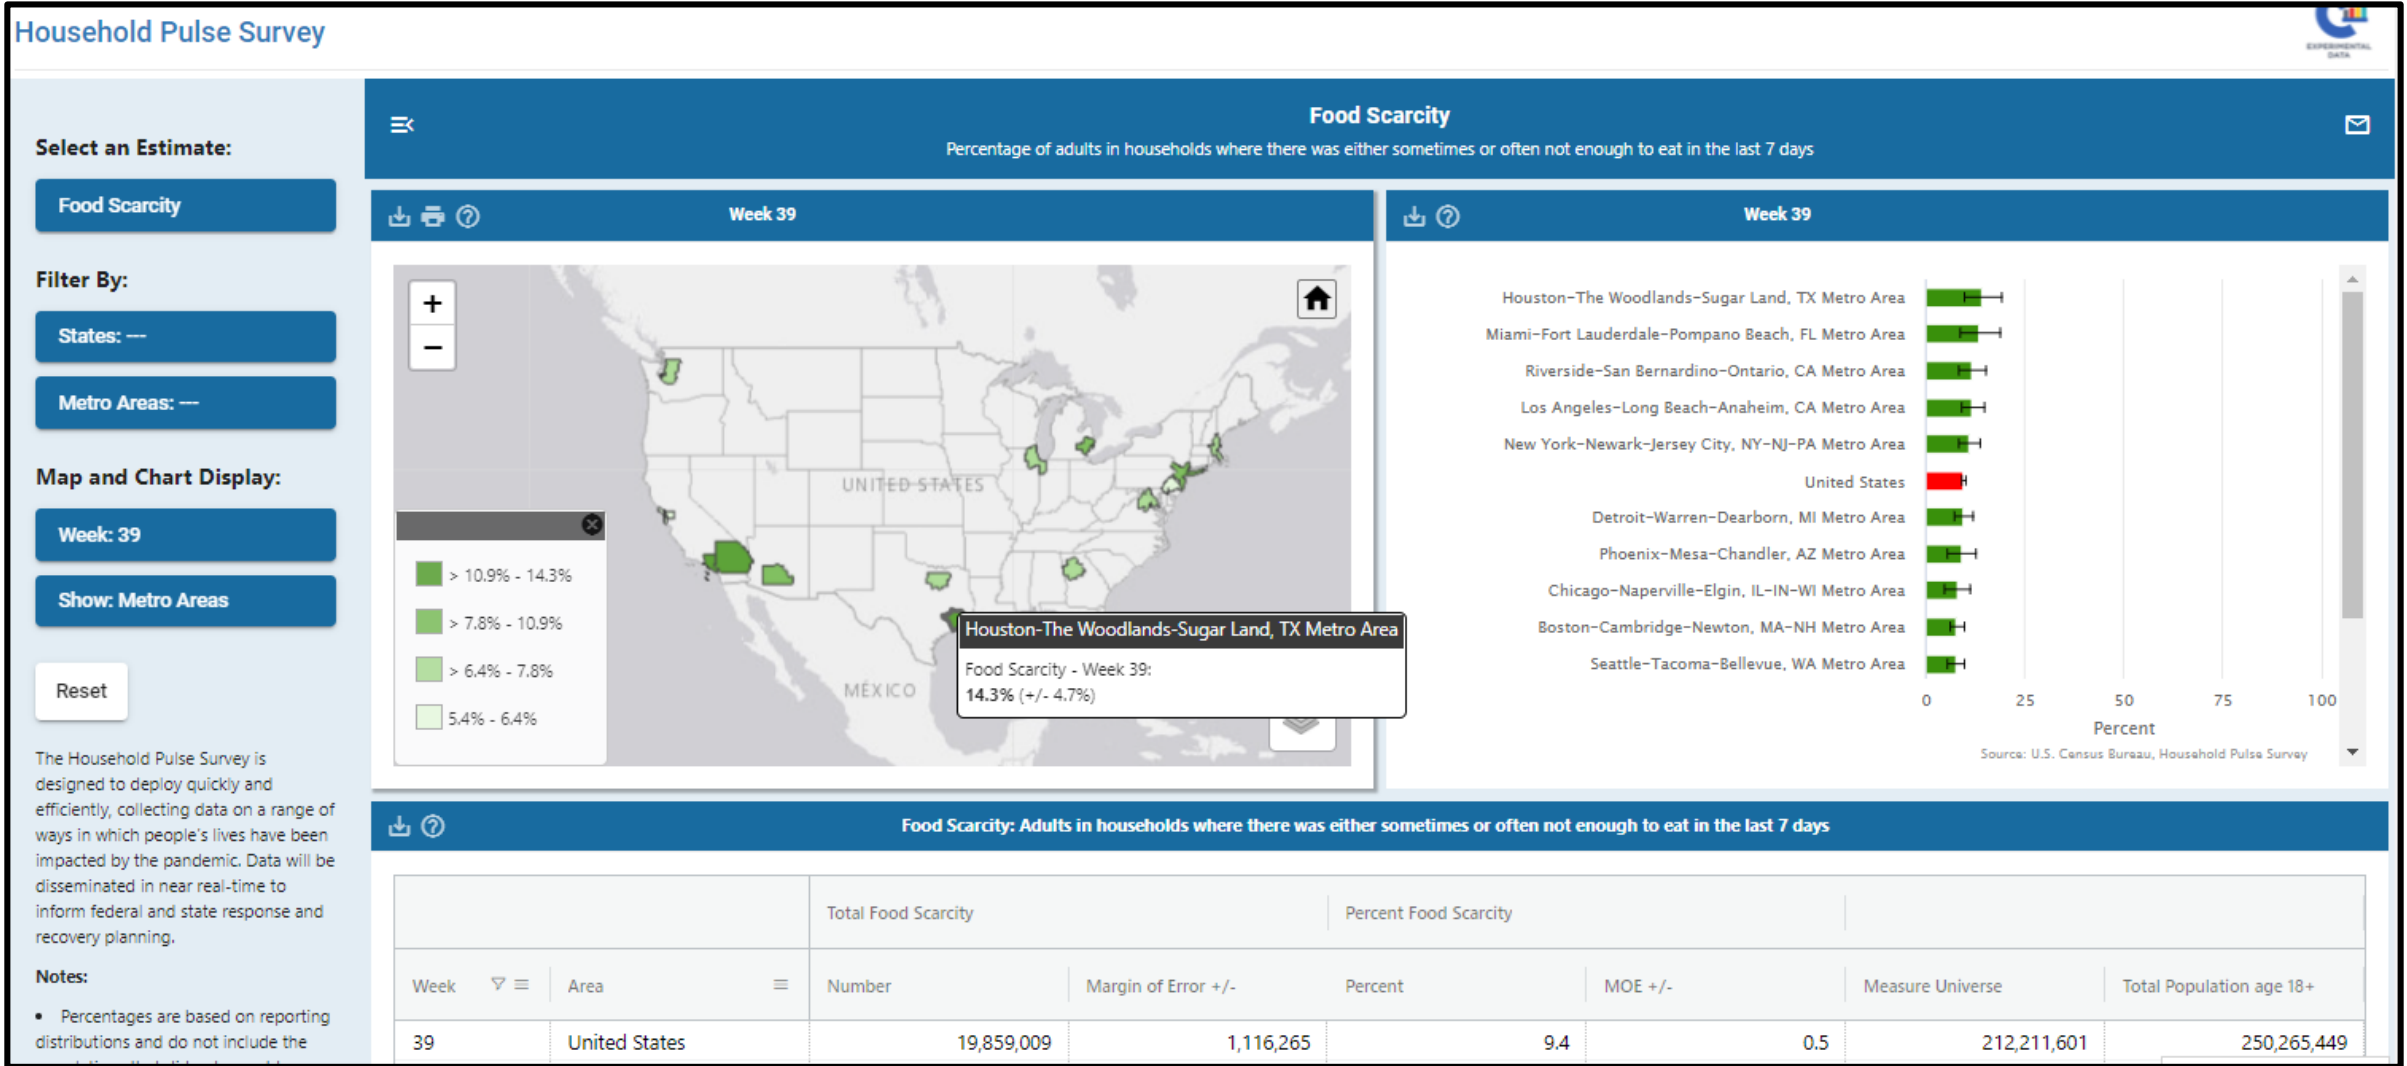 Household Pulse Survey
EXPERIMENTAL
DATA
Select an Estimate:
Food Scarcity
Filter By:
States: ---
Metro Areas: ---
Map and Chart Display:
Week: 39
Show: Metro Areas
Reset
The Household Pulse Survey is
designed to deploy quickly and
efficiently, collecting data on a range of
ways in which people's lives have been
impacted by the pandemic. Data will be
disseminated in near real-time to
inform federal and state response and
recovery planning.
Notes:
• Percentages are based on reporting
distributions and do not include the
Food Scarcity
Percentage of adults in households where there was either sometimes or often not enough to eat in the last 7 days
Week 39
+
−
UNITED STATES
MÉXICO
> 10.9% - 14.3%
> 7.8% - 10.9%
> 6.4% - 7.8%
5.4% - 6.4%
Houston-The Woodlands-Sugar Land, TX Metro Area
Food Scarcity - Week 39:
14.3% (+/- 4.7%)
Week 39
Houston-The Woodlands-Sugar Land, TX Metro Area
Miami-Fort Lauderdale-Pompano Beach, FL Metro Area
Riverside-San Bernardino-Ontario, CA Metro Area
Los Angeles-Long Beach-Anaheim, CA Metro Area
New York-Newark-Jersey City, NY-NJ-PA Metro Area
United States
Detroit-Warren-Dearborn, MI Metro Area
Phoenix-Mesa-Chandler, AZ Metro Area
Chicago-Naperville-Elgin, IL-IN-WI Metro Area
Boston-Cambridge-Newton, MA-NH Metro Area
Seattle-Tacoma-Bellevue, WA Metro Area
0 25 50 75 100
Percent
Source: U.S. Census Bureau, Household Pulse Survey
Food Scarcity: Adults in households where there was either sometimes or often not enough to eat in the last 7 days
Total Food Scarcity Percent Food Scarcity
Week Area Number Margin of Error +/- Percent MOE +/- Measure Universe Total Population age 18+
39 United States 19,859,009 1,116,265 9.4 0.5 212,211,601 250,265,449